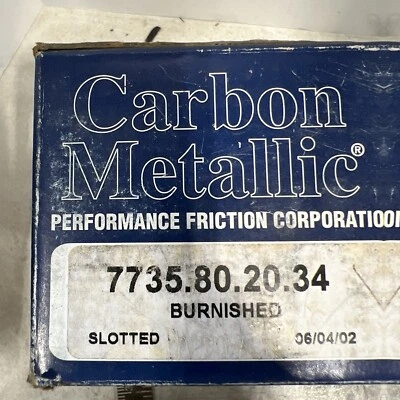 Carbon
Metallic®
PERFORMANCE FRICTION CORPORATIOON
7735.80.20.34
BURNISHED
SLOTTED 06/04/02